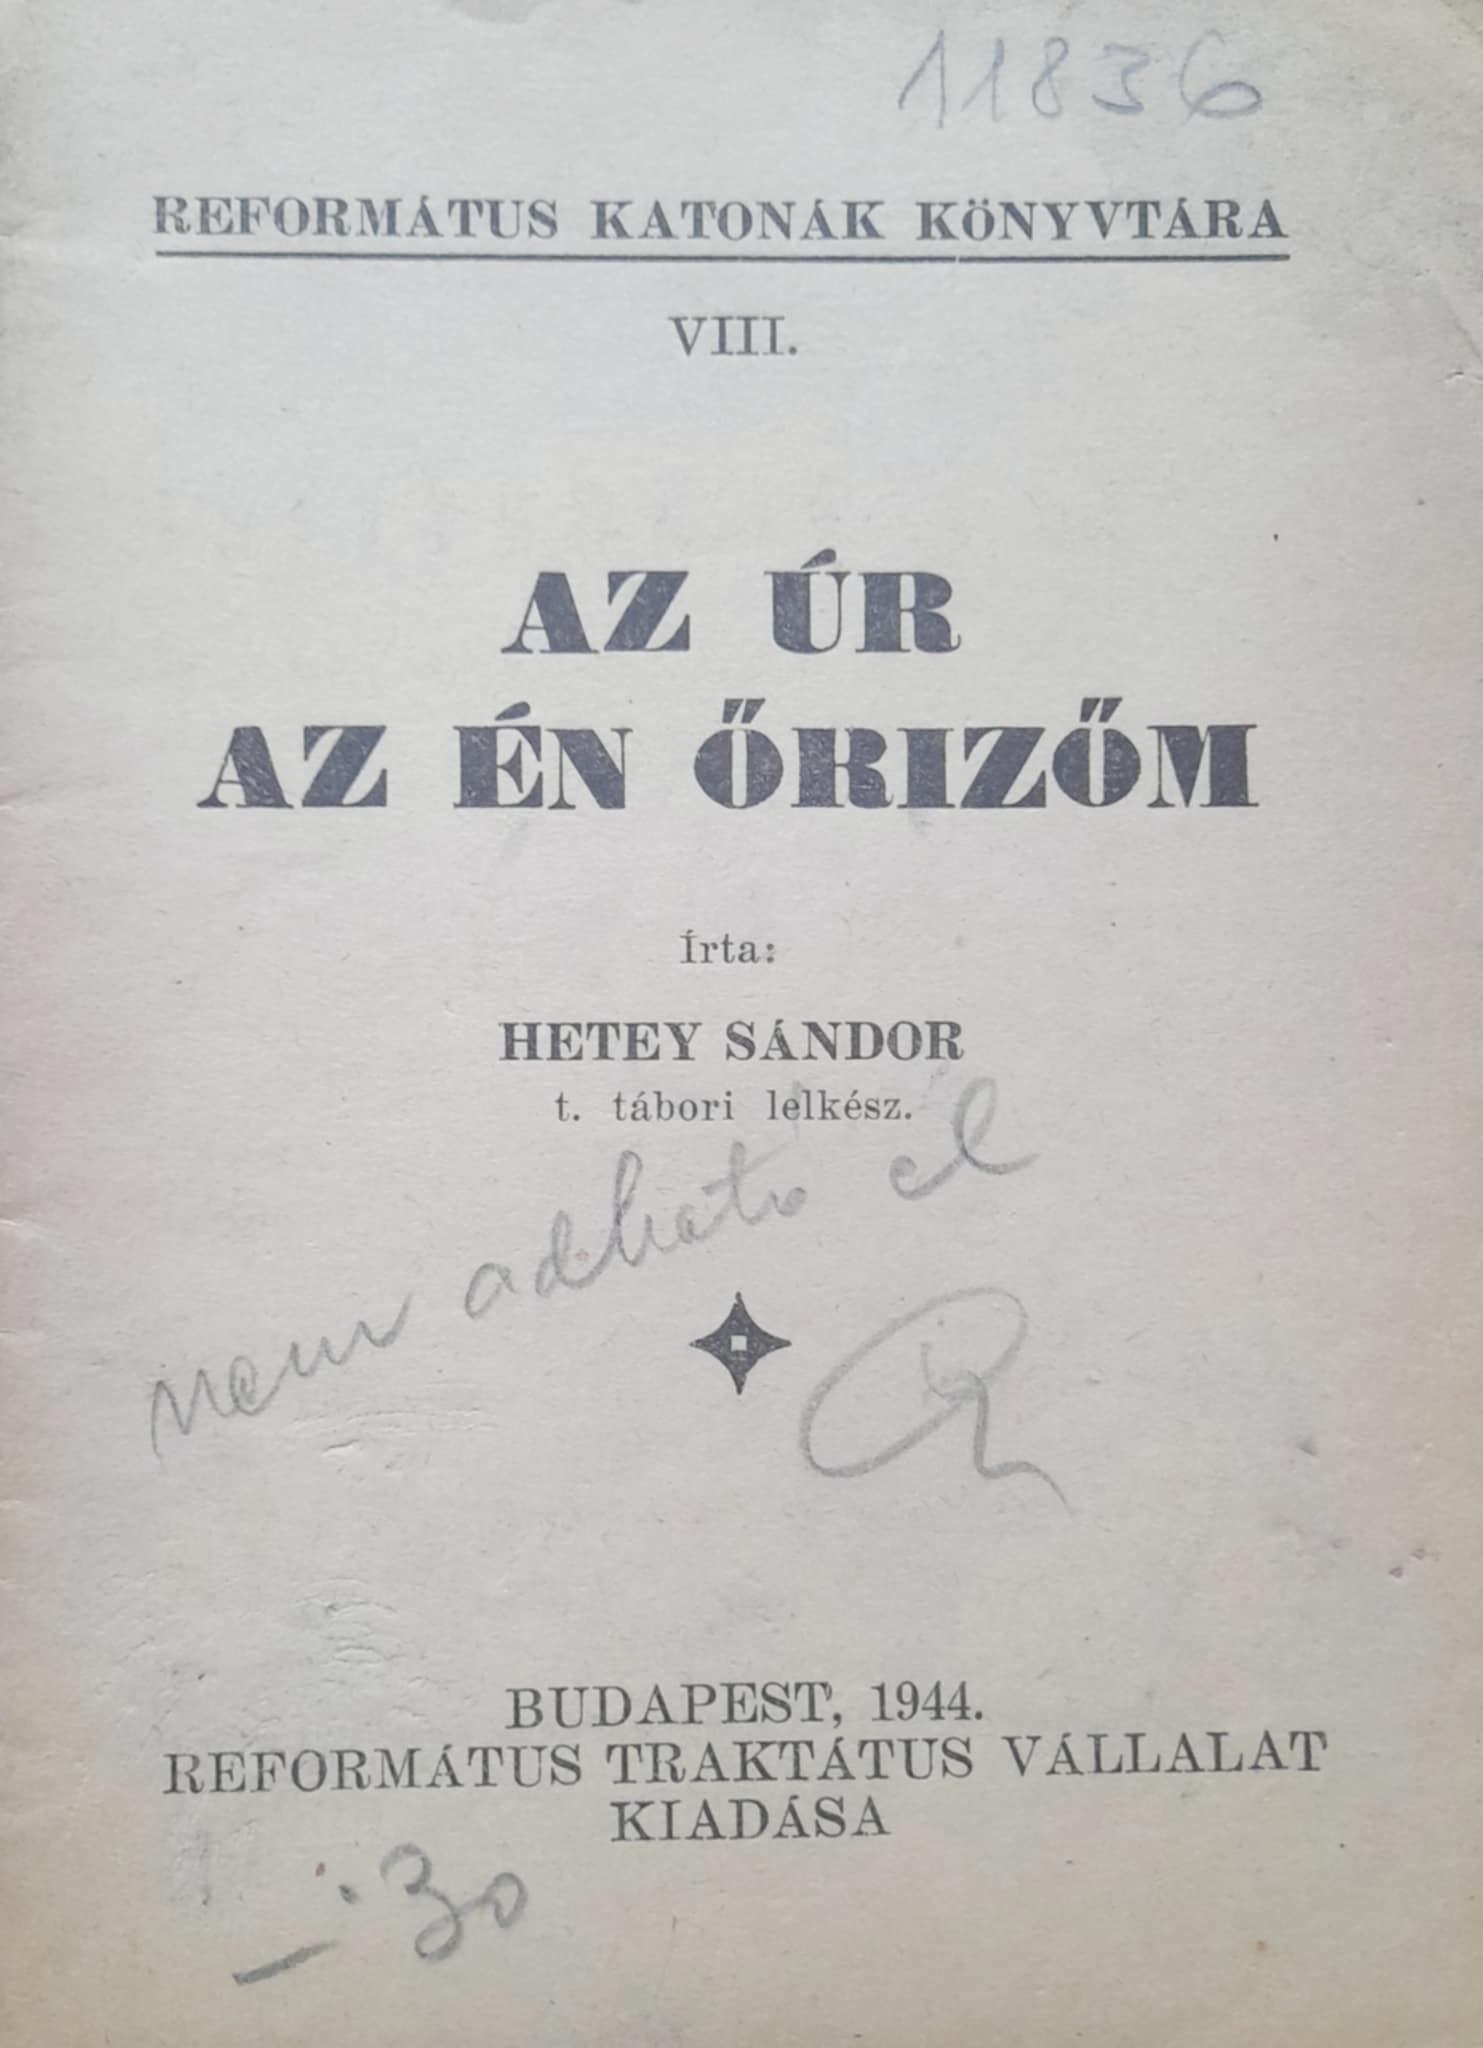 11836
REFORMÁTUS KATONÁK KÖNYVTÁRA
VIII.
AZ ÚR
AZ ÉN ŐRIZŐM
Írta:
HETEY SÁNDOR
t. tábori lelkész.
nem adható el
BUDAPEST, 1944.
REFORMÁTUS TRAKTÁTUS VÁLLALAT
KIADÁSA
—.30